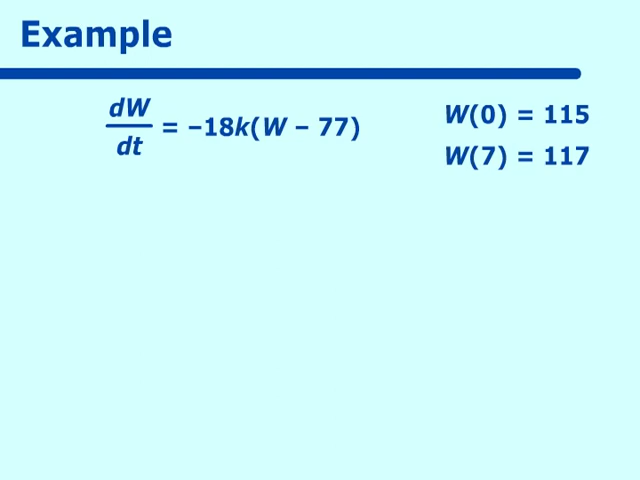 Example
dW/dt = –18k(W – 77)
W(0) = 115
W(7) = 117